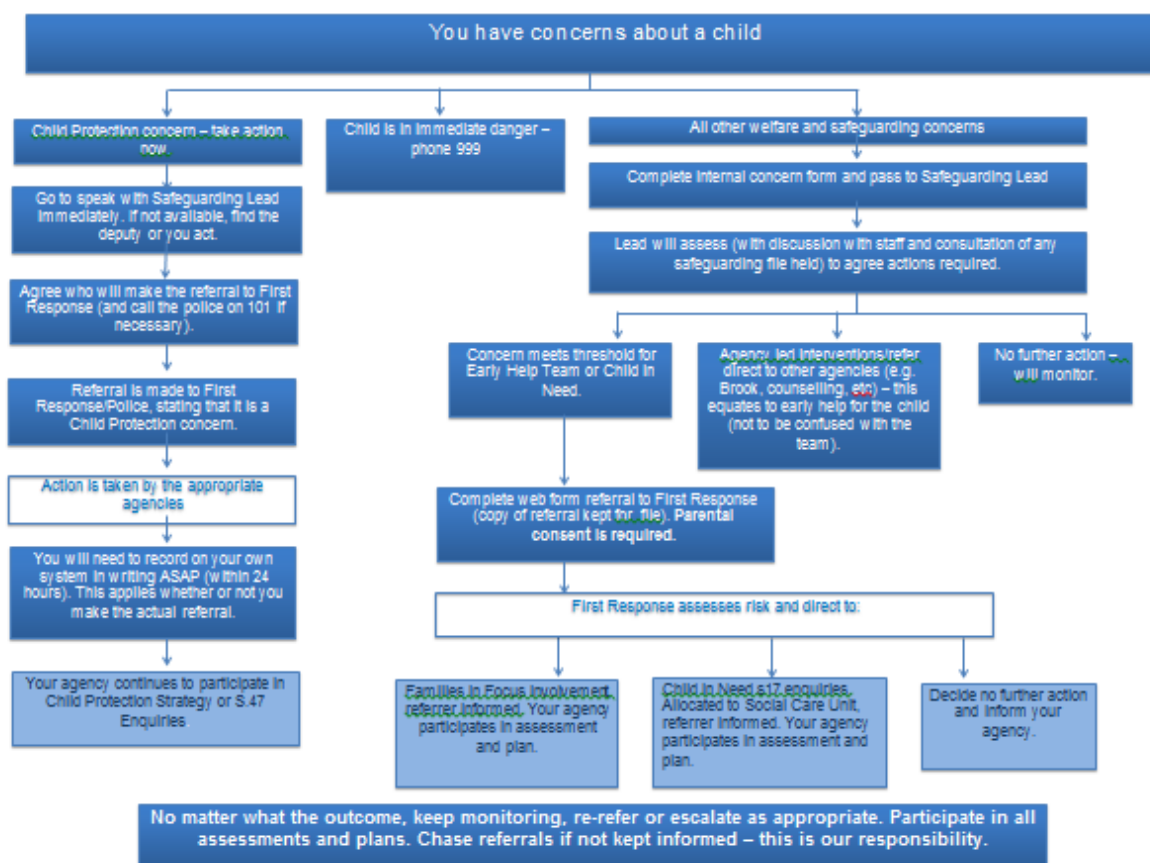 You have concerns about a child
Child Protection concern – take action
now.
Go to speak with Safeguarding Lead
Immediately. If not available, find the
deputy or you act.
Agree who will make the referral to First
Response (and call the police on 101 if
necessary).
Referral is made to First
Response/Police, stating that it is a
Child Protection concern.
Action is taken by the appropriate
agencies
You will need to record on your own
system in writing ASAP (within 24
hours). This applies whether or not you
make the actual referral.
Your agency continues to participate in
Child Protection Strategy or S.47
Enquiries
Child is in immediate danger –
phone 999
All other welfare and safeguarding concerns
Complete internal concern form and pass to Safeguarding Lead
Lead will assess (with discussion with staff and consultation of any
safeguarding file held) to agree actions required.
Concern meets threshold for
Early Help Team or Child in
Need.
Agency led interventions/refer
direct to other agencies (e.g.
Brook, counselling, etc) – this
equates to early help for the child
(not to be confused with the
team).
No further action –
will monitor.
Complete web form referral to First Response
(copy of referral kept for file). Parental
consent is required.
First Response assesses risk and direct to:
Families in Focus involvement,
referrer informed. Your agency
participates in assessment
and plan.
Child in Need s17 enquiries.
Allocated to Social Care Unit,
referrer informed. Your agency
participates in assessment and
plan.
Decide no further action
and inform your
agency.
No matter what the outcome, keep monitoring, re-refer or escalate as appropriate. Participate in all
assessments and plans. Chase referrals if not kept informed – this is our responsibility.